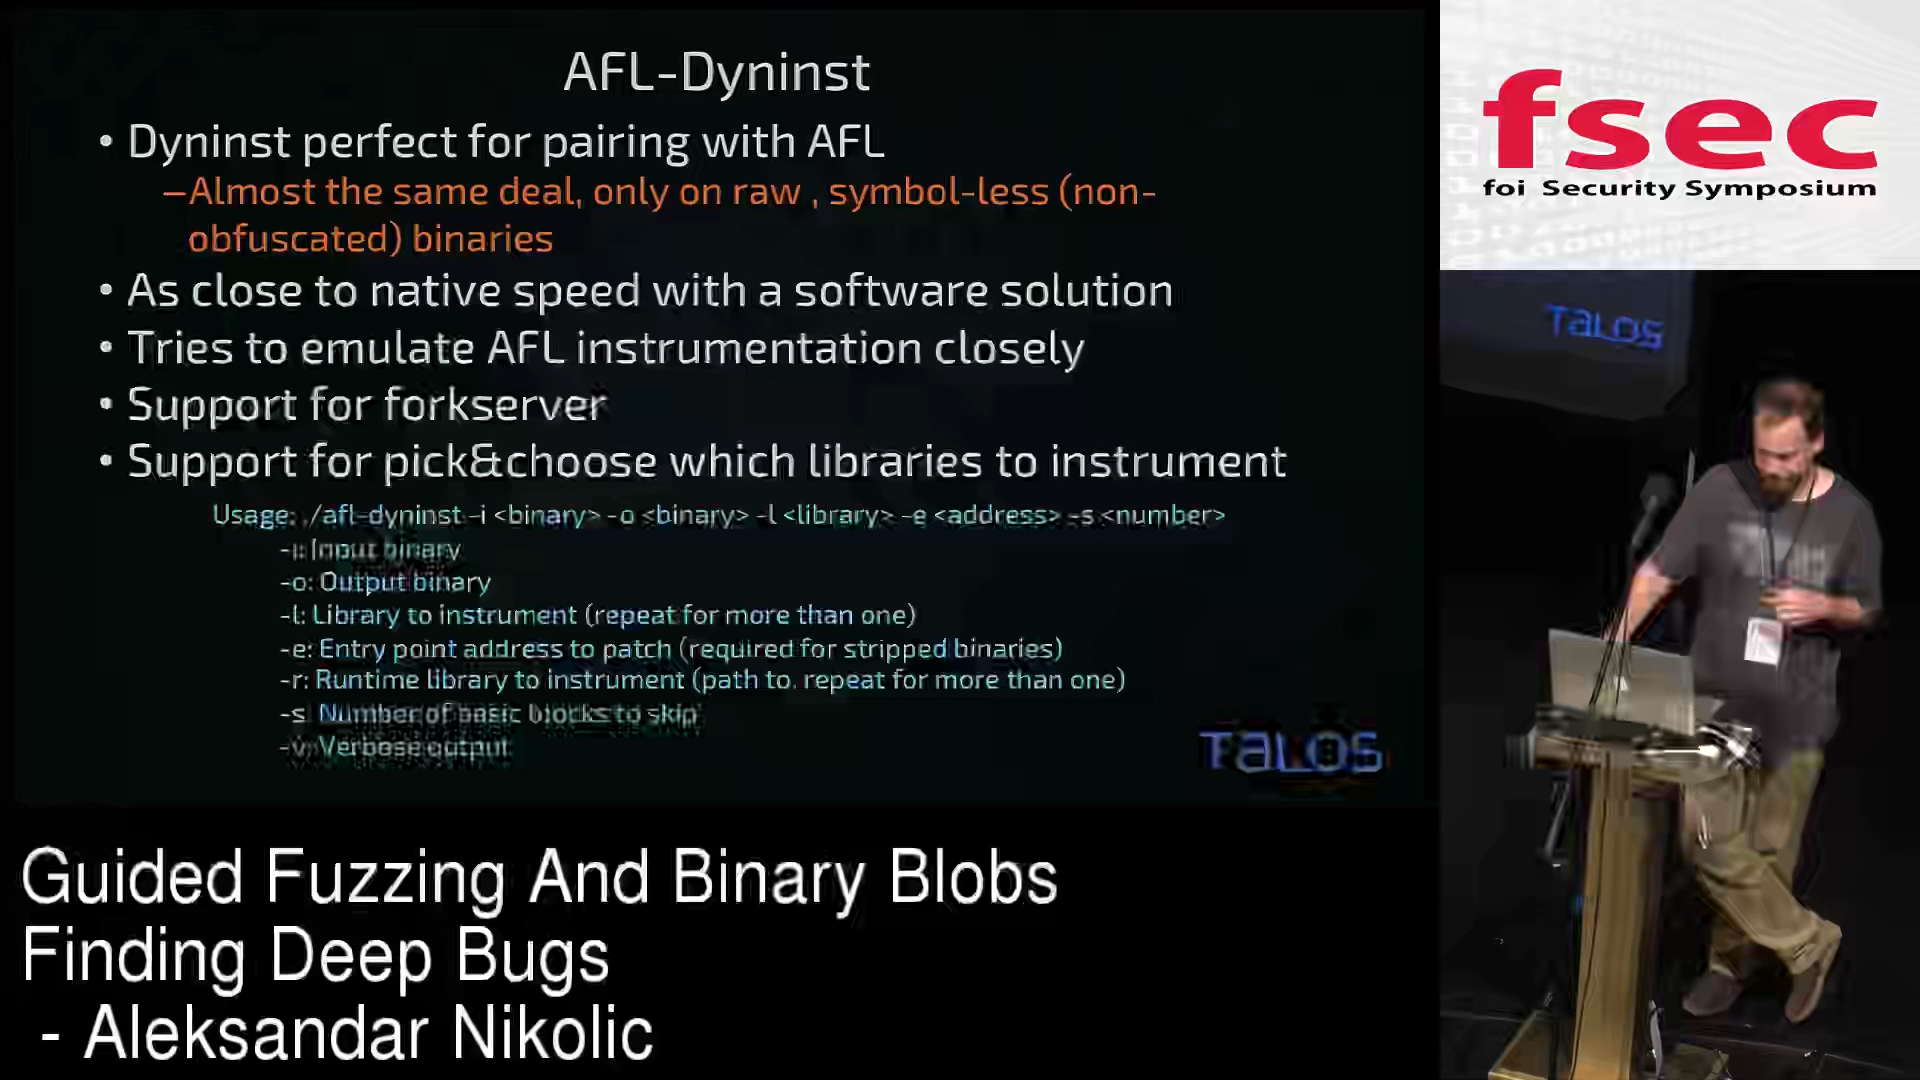 AFL-Dyninst
• Dyninst perfect for pairing with AFL
–Almost the same deal, only on raw , symbol-less (non-
obfuscated) binaries
• As close to native speed with a software solution
• Tries to emulate AFL instrumentation closely
• Support for forkserver
• Support for pick&choose which libraries to instrument
Usage: ./afl-dyninst -i <binary> -o <binary> -l <library> -e <address> -s <number>
-i: Input binary
-o: Output binary
-l: Library to instrument (repeat for more than one)
-e: Entry point address to patch (required for stripped binaries)
-r: Runtime library to instrument (path to. repeat for more than one)
-s: Number of basic blocks to skip
-v: Verbose output
TALOS
fsec
foi Security Symposium
TALOS
Guided Fuzzing And Binary Blobs
Finding Deep Bugs
- Aleksandar Nikolic